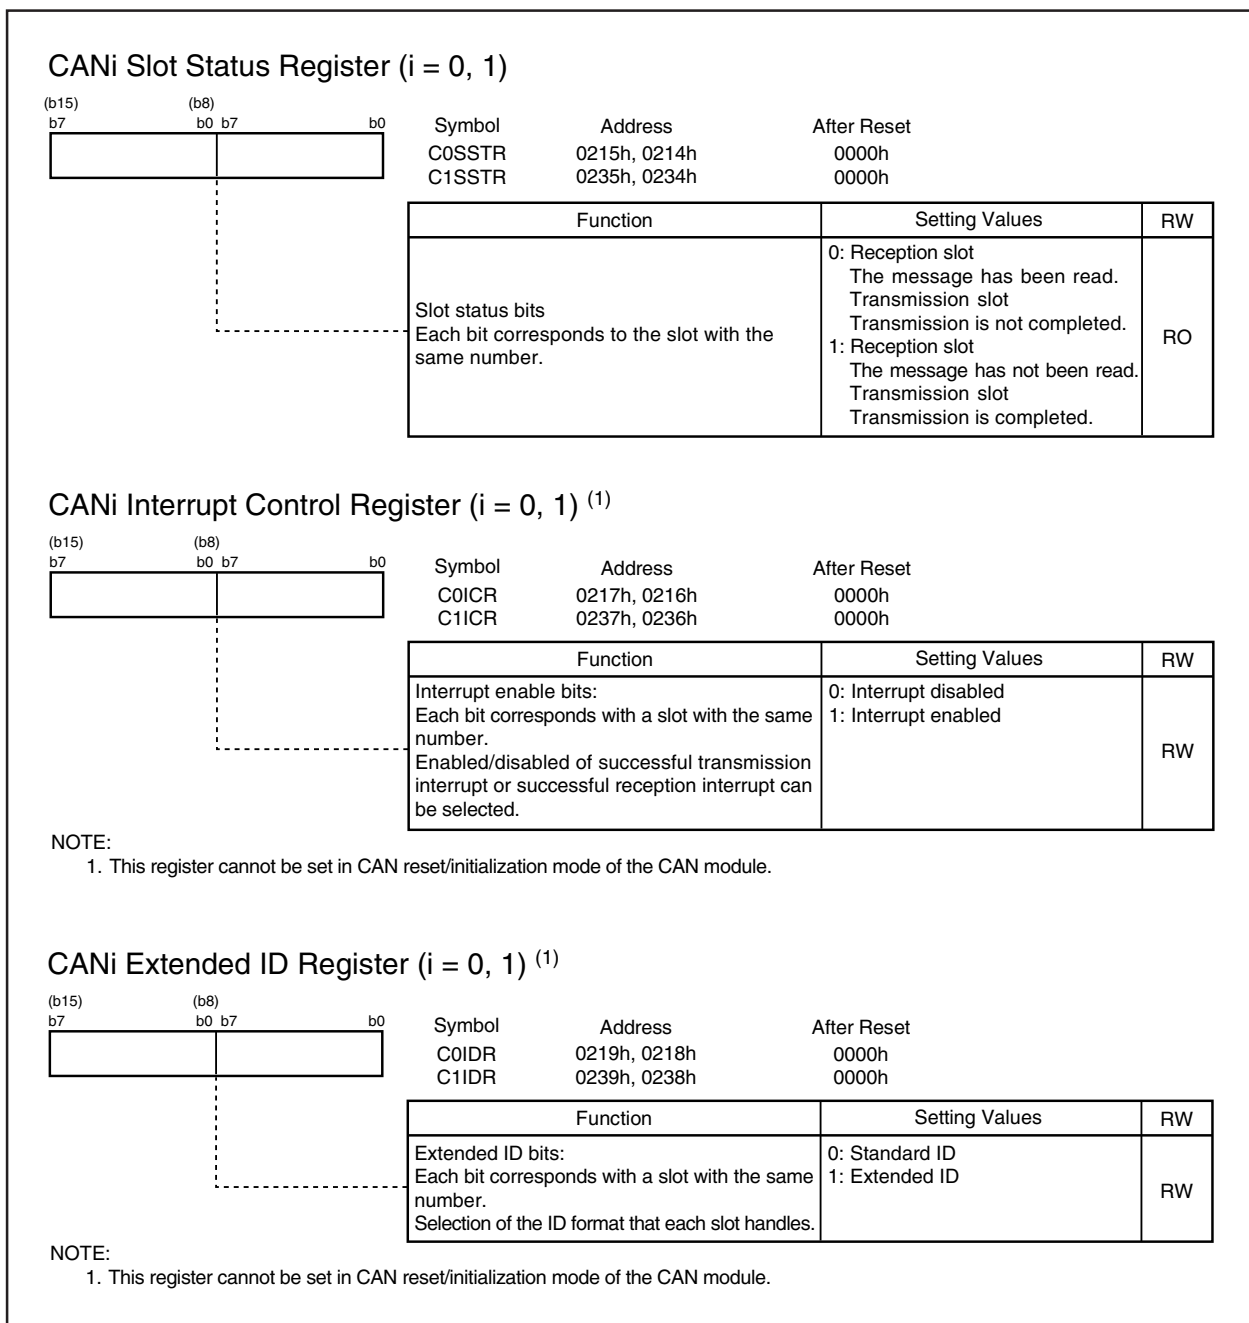 CANi Slot Status Register (i = 0, 1)
(b15) (b8)
b7 b0 b7 b0
Symbol Address After Reset
C0SSTR 0215h, 0214h 0000h
C1SSTR 0235h, 0234h 0000h
Function Setting Values RW
Slot status bits
Each bit corresponds to the slot with the
same number.
0: Reception slot
The message has been read.
Transmission slot
Transmission is not completed.
1: Reception slot
The message has not been read.
Transmission slot
Transmission is completed.
RO
CANi Interrupt Control Register (i = 0, 1) (1)
(b15) (b8)
b7 b0 b7 b0
Symbol Address After Reset
C0ICR 0217h, 0216h 0000h
C1ICR 0237h, 0236h 0000h
Function Setting Values RW
Interrupt enable bits:
Each bit corresponds with a slot with the same
number.
Enabled/disabled of successful transmission
interrupt or successful reception interrupt can
be selected.
0: Interrupt disabled
1: Interrupt enabled
RW
NOTE:
1. This register cannot be set in CAN reset/initialization mode of the CAN module.
CANi Extended ID Register (i = 0, 1) (1)
(b15) (b8)
b7 b0 b7 b0
Symbol Address After Reset
C0IDR 0219h, 0218h 0000h
C1IDR 0239h, 0238h 0000h
Function Setting Values RW
Extended ID bits:
Each bit corresponds with a slot with the same
number.
Selection of the ID format that each slot handles.
0: Standard ID
1: Extended ID
RW
NOTE:
1. This register cannot be set in CAN reset/initialization mode of the CAN module.